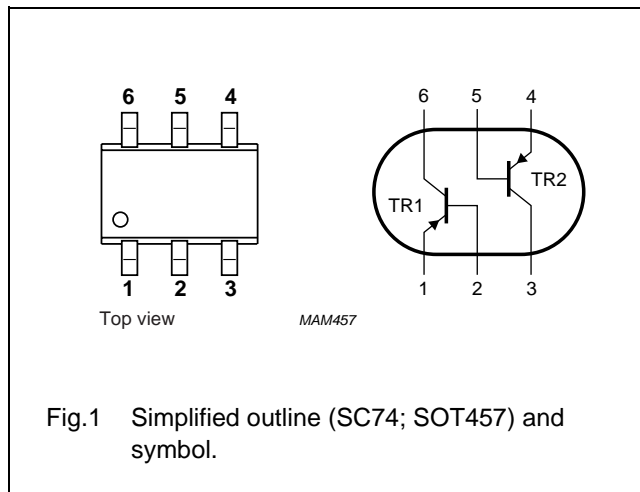 6 5 4
1 2 3
Top view
6 5 4
TR2
TR1
1 2 3
MAM457
Fig.1 Simplified outline (SC74; SOT457) and
symbol.